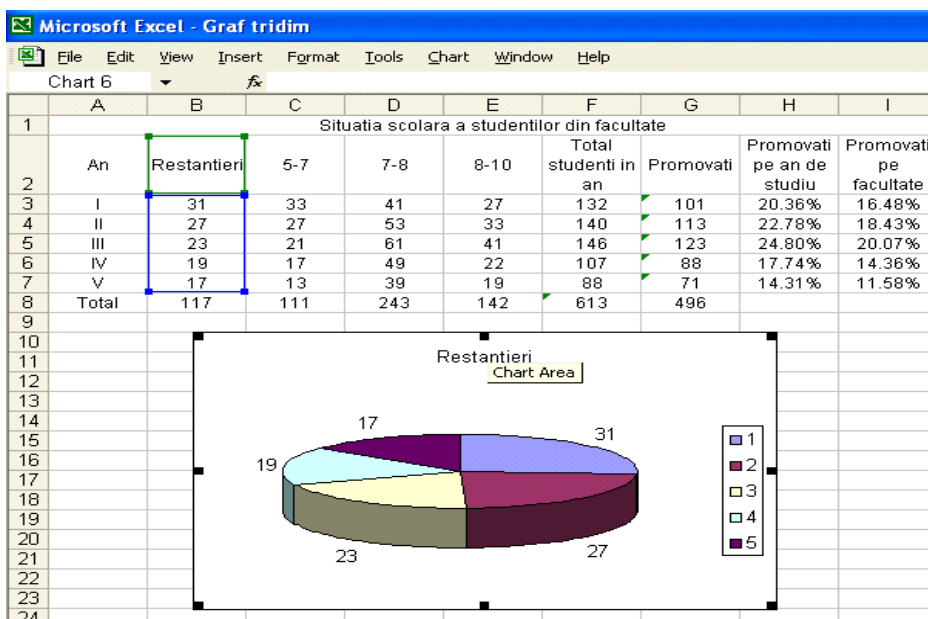 Microsoft Excel - Graf tridim
File Edit View Insert Format Tools Chart Window Help
Chart 6 fx
A B C D E F G H I
1 Situatia scolara a studentilor din facultate
2 An Restantieri 5-7 7-8 8-10 Total studenti in an Promovati Promovati pe an de studiu Promovati pe facultate
3 I 31 33 41 27 132 101 20.36% 16.48%
4 II 27 27 53 33 140 113 22.78% 18.43%
5 III 23 21 61 41 146 123 24.80% 20.07%
6 IV 19 17 49 22 107 88 17.74% 14.36%
7 V 17 13 39 19 88 71 14.31% 11.58%
8 Total 117 111 243 142 613 496
9
10
11 Restantieri
12 Chart Area
13
14 17
15 31 1
16
17 19 2
18 3
19 4
20
21 23 27 5
22
23
24